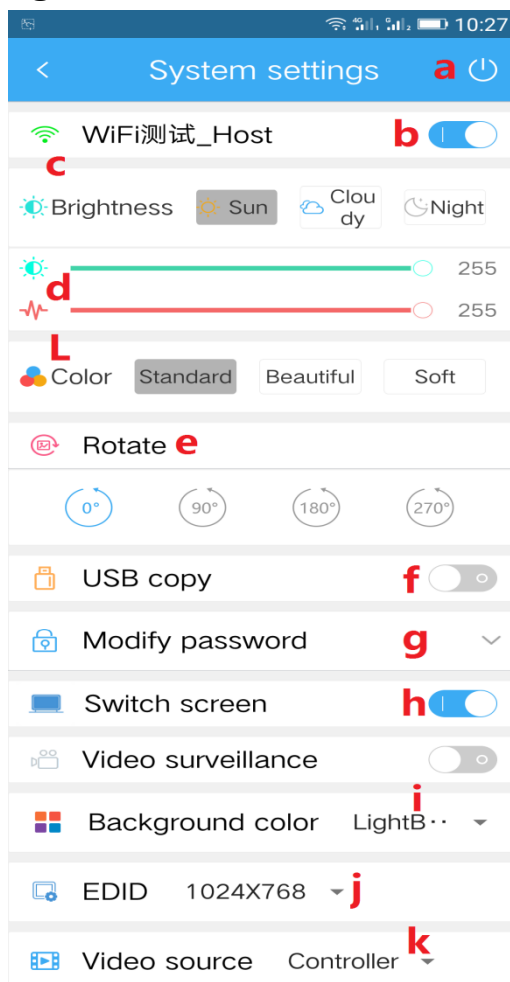 10:27
System settings a
WiFi测试_Host b
c
Brightness Sun Clou
dy Night
255
d
255
L
Color Standard Beautiful Soft
Rotate e
0° 90° 180° 270°
USB copy f
Modify password g
Switch screen h
Video surveillance
i
Background color LightB··
EDID 1024X768 j
k
Video source Controller